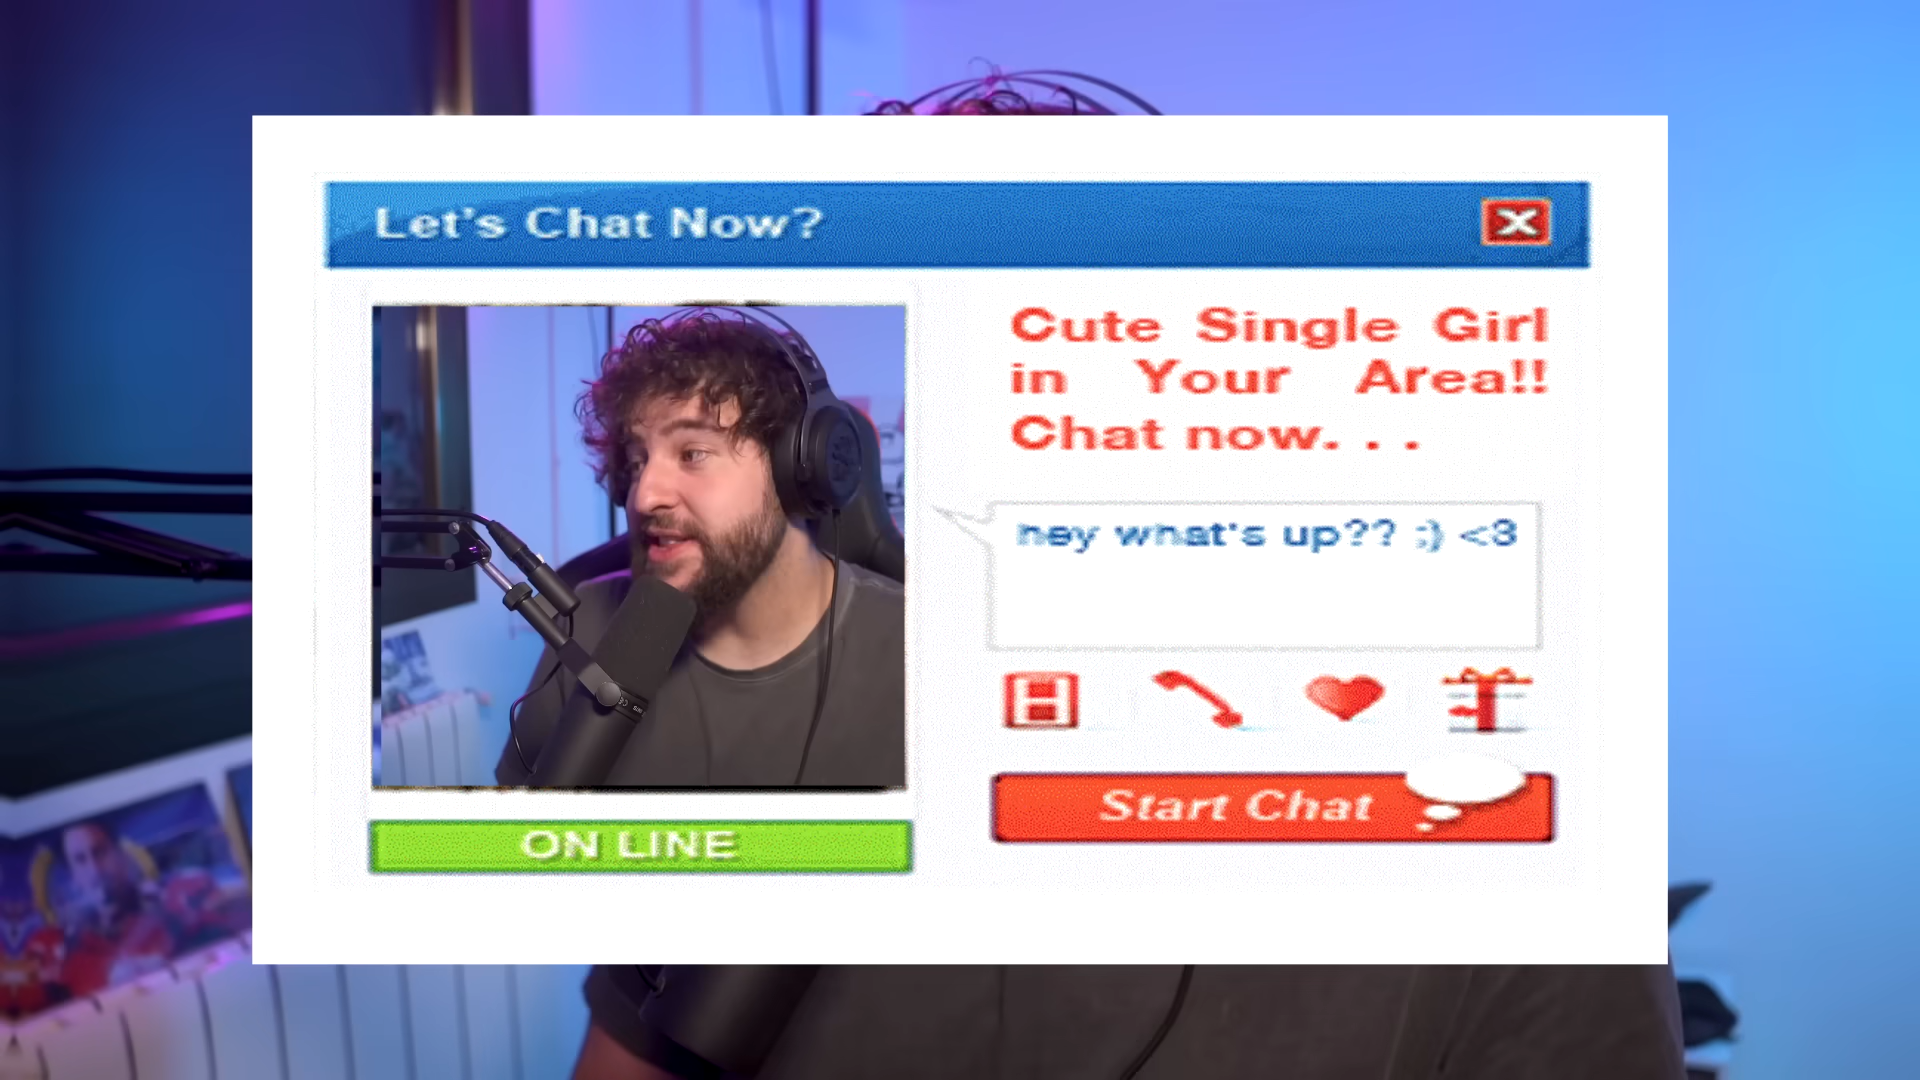 Let's Chat Now?
Cute Single Girl
in Your Area!!
Chat now. . .
hey what's up?? ;) <3
Start Chat
ON LINE